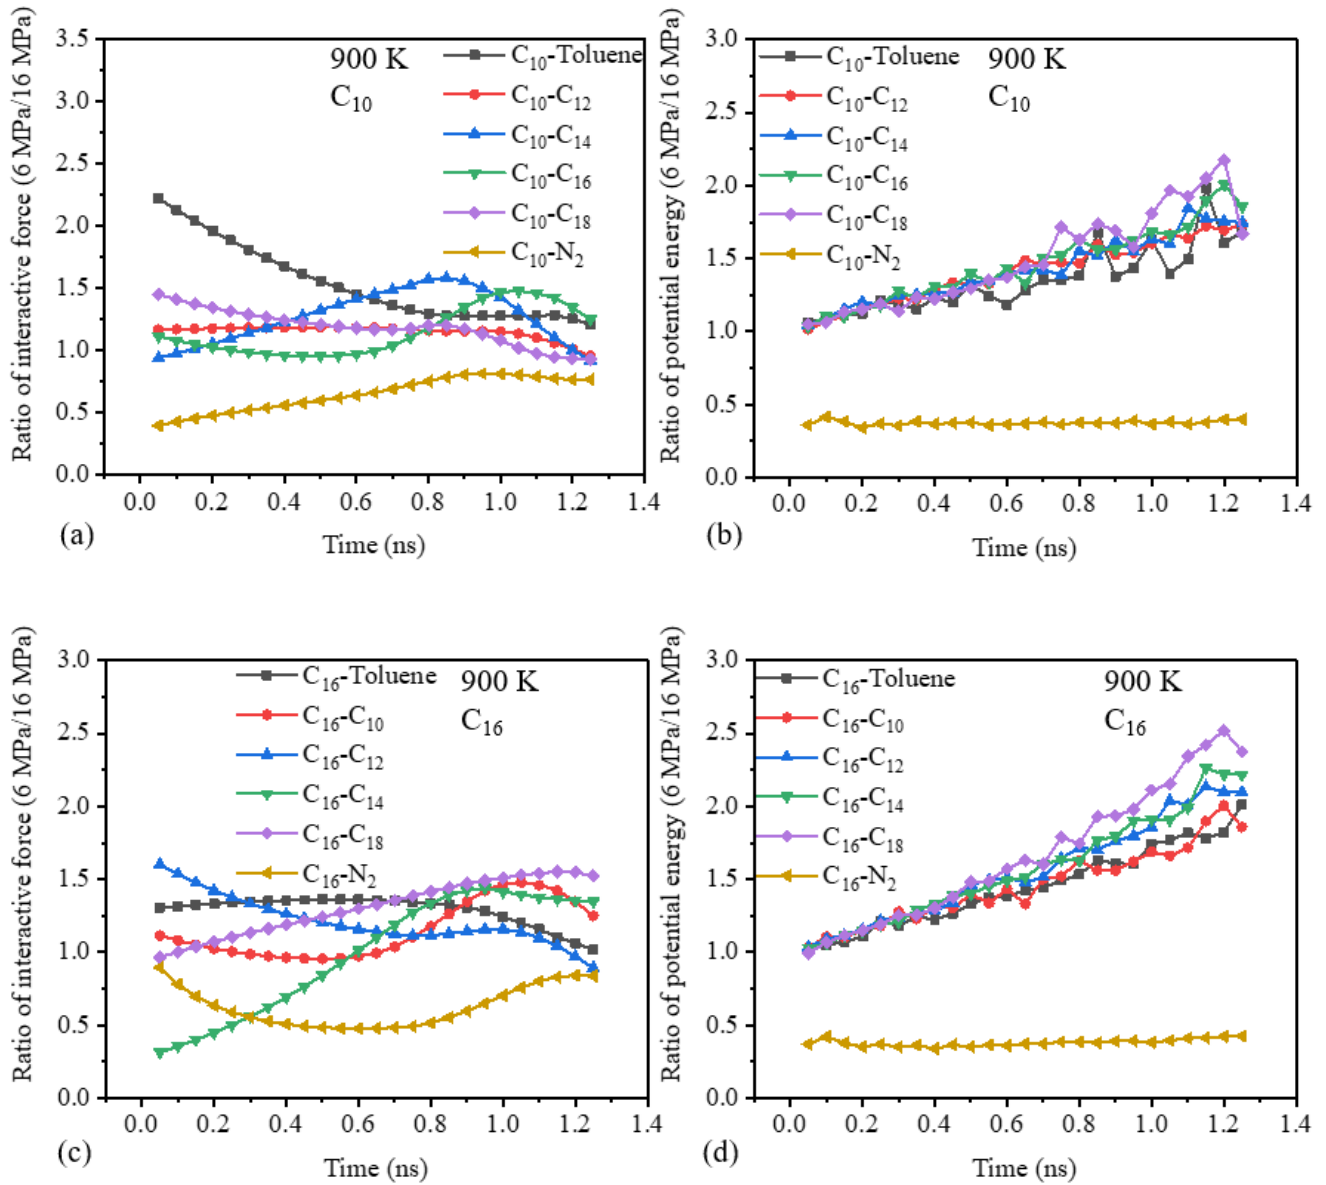 Ratio of interactive force (6 MPa/16 MPa)
3.5
3.0
2.5
2.0
1.5
1.0
0.5
0.0
900 K
C₁₀
C₁₀-Toluene
C₁₀-C₁₂
C₁₀-C₁₄
C₁₀-C₁₆
C₁₀-C₁₈
C₁₀-N₂
0.0 0.2 0.4 0.6 0.8 1.0 1.2 1.4
Time (ns)
(a)
Ratio of potential energy (6 MPa/16 MPa)
3.0
2.5
2.0
1.5
1.0
0.5
0.0
C₁₀-Toluene
C₁₀-C₁₂
C₁₀-C₁₄
C₁₀-C₁₆
C₁₀-C₁₈
C₁₀-N₂
900 K
C₁₀
0.0 0.2 0.4 0.6 0.8 1.0 1.2 1.4
Time (ns)
(b)
Ratio of interactive force (6 MPa/16 MPa)
3.0
2.5
2.0
1.5
1.0
0.5
0.0
C₁₆-Toluene
C₁₆-C₁₀
C₁₆-C₁₂
C₁₆-C₁₄
C₁₆-C₁₈
C₁₆-N₂
900 K
C₁₆
0.0 0.2 0.4 0.6 0.8 1.0 1.2 1.4
Time (ns)
(c)
Ratio of potential energy (6 MPa/16 MPa)
3.0
2.5
2.0
1.5
1.0
0.5
0.0
C₁₆-Toluene
C₁₆-C₁₀
C₁₆-C₁₂
C₁₆-C₁₄
C₁₆-C₁₈
C₁₆-N₂
900 K
C₁₆
0.0 0.2 0.4 0.6 0.8 1.0 1.2 1.4
Time (ns)
(d)